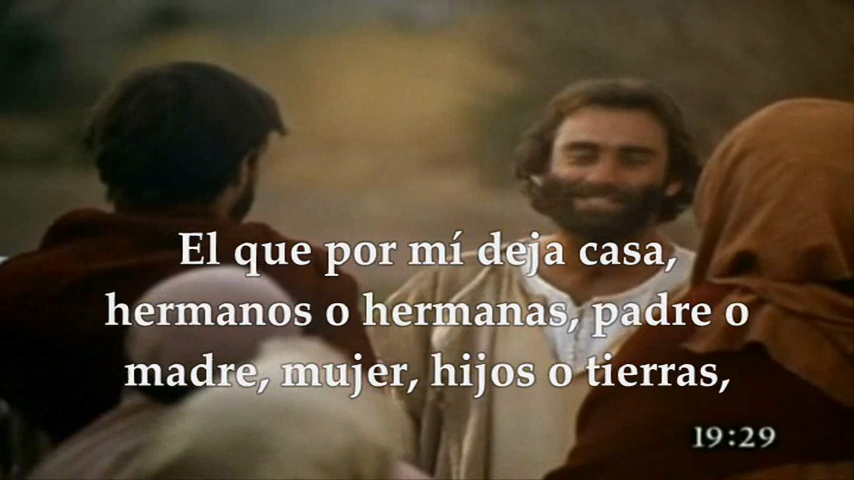 El que por mí deja casa,
hermanos o hermanas, padre o
madre, mujer, hijos o tierras,
19:29